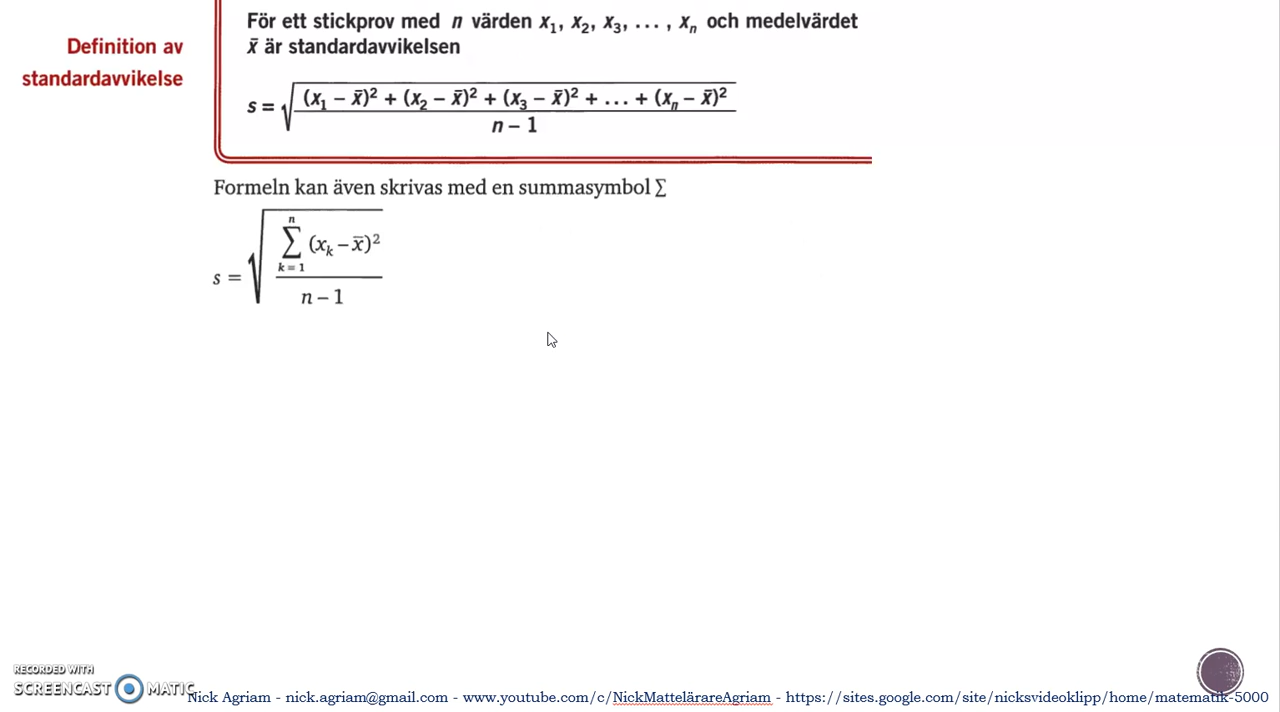 Definition av
standardavvikelse
För ett stickprov med n värden x₁, x₂, x₃, ... , xₙ och medelvärdet
x̄ är standardavvikelsen
s = √((x₁ – x̄)² + (x₂ – x̄)² + (x₃ – x̄)² + ... + (xₙ – x̄)² / n – 1)
Formeln kan även skrivas med en summasymbol Σ
s = √(∑ₖ₌₁ⁿ (xₖ – x̄)² / n – 1)
RECORDED WITH
SCREENCAST MATIC
Nick Agriam - nick.agriam@gmail.com - www.youtube.com/c/NickMattelärareAgriam - https://sites.google.com/site/nicksvideoklipp/home/matematik-5000